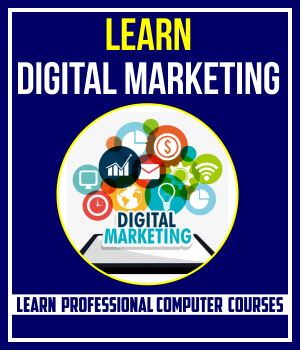 LEARN
DIGITAL MARKETING
DIGITAL
MARKETING
LEARN PROFESSIONAL COMPUTER COURSES